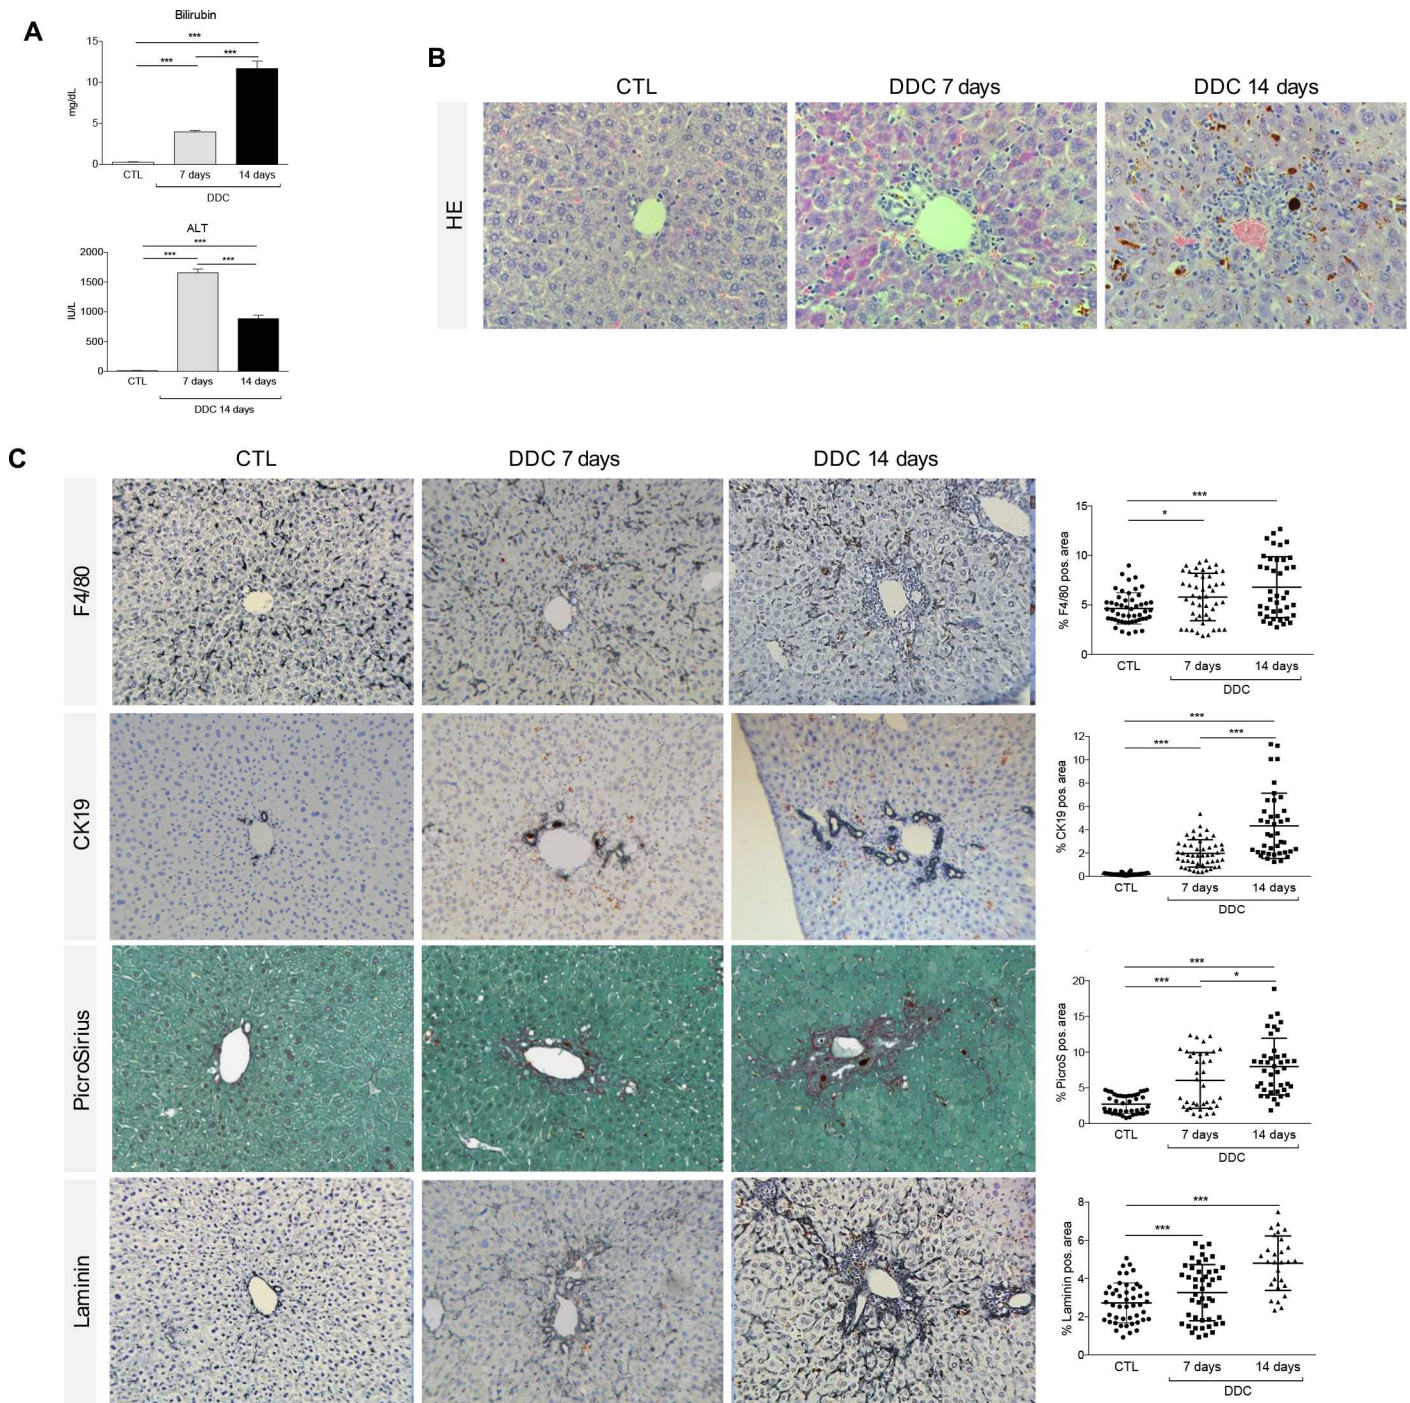 A
Bilirubin
***
***
***
15
10
5
0
mg/dL
CTL
7 days
14 days
DDC
ALT
***
***
***
2000
1500
1000
500
0
IU/L
CTL
7 days
14 days
DDC 14 days
B
CTL
DDC 7 days
DDC 14 days
HE
C
CTL
DDC 7 days
DDC 14 days
F4/80
***
*
15
10
5
0
% F4/80 pos. area
CTL
7 days
14 days
DDC
CK19
***
***
***
12
10
8
6
4
2
0
% CK19 pos. area
CTL
7 days
14 days
DDC
PicroSirius
***
***
*
20
15
10
5
0
% PicroS pos. area
CTL
7 days
14 days
DDC
Laminin
***
***
8
6
4
2
0
% Laminin pos. area
CTL
7 days
14 days
DDC